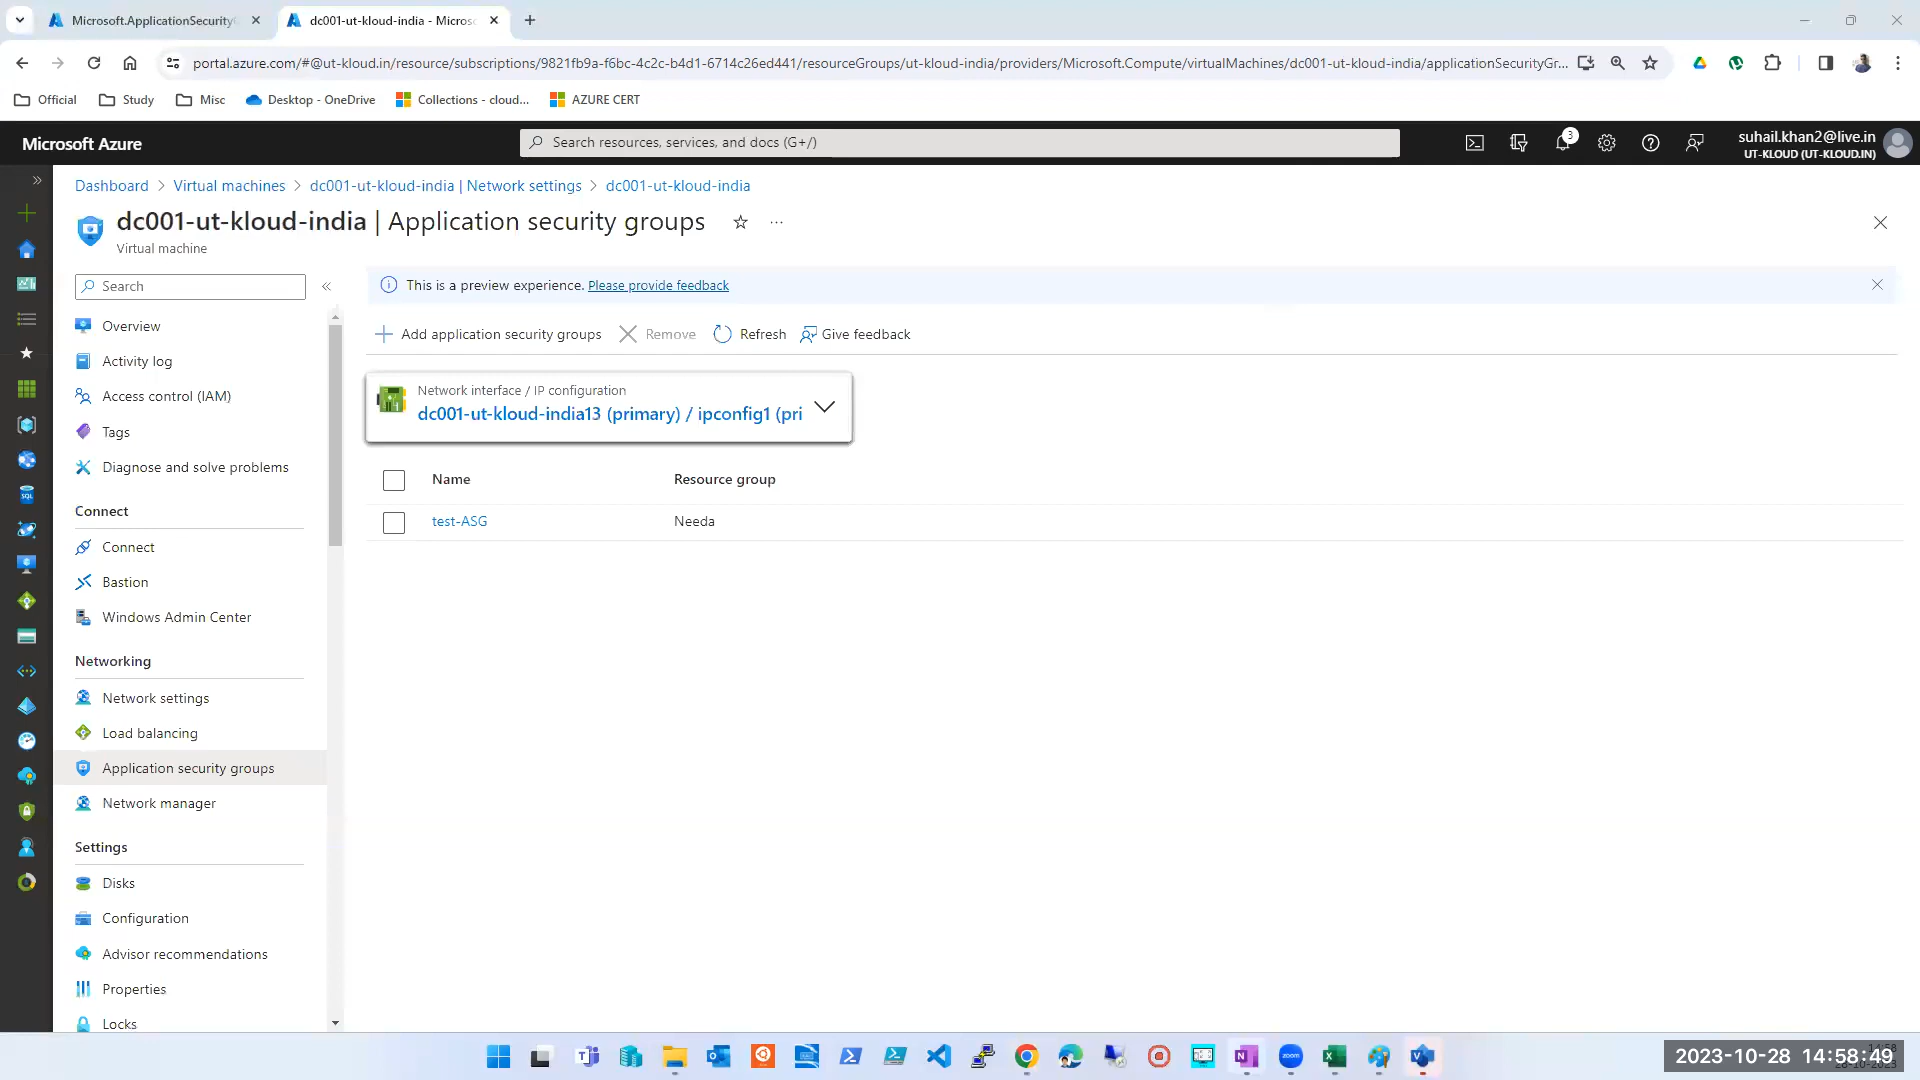 Microsoft.ApplicationSecurityG
dc001-ut-kloud-india - Microso
portal.azure.com/#@ut-kloud.in/resource/subscriptions/9821fb9a-f6bc-4c2c-b4d1-6714c26ed441/resourceGroups/ut-kloud-india/providers/Microsoft.Compute/virtualMachines/dc001-ut-kloud-india/applicationSecurityGr...
Official
Study
Misc
Desktop - OneDrive
Collections - cloud...
AZURE CERT
Microsoft Azure
Search resources, services, and docs (G+/)
3
suhail.khan2@live.in
UT-KLOUD (UT-KLOUD.IN)
Dashboard > Virtual machines > dc001-ut-kloud-india | Network settings > dc001-ut-kloud-india
dc001-ut-kloud-india | Application security groups
Virtual machine
Search
This is a preview experience. Please provide feedback
Overview
Activity log
Access control (IAM)
Tags
Diagnose and solve problems
Connect
Connect
Bastion
Windows Admin Center
Networking
Network settings
Load balancing
Application security groups
Network manager
Settings
Disks
Configuration
Advisor recommendations
Properties
Locks
Add application security groups
Remove
Refresh
Give feedback
Network interface / IP configuration
dc001-ut-kloud-india13 (primary) / ipconfig1 (pri
Name Resource group
test-ASG Needa
zoom
2023-10-28 14:58:49